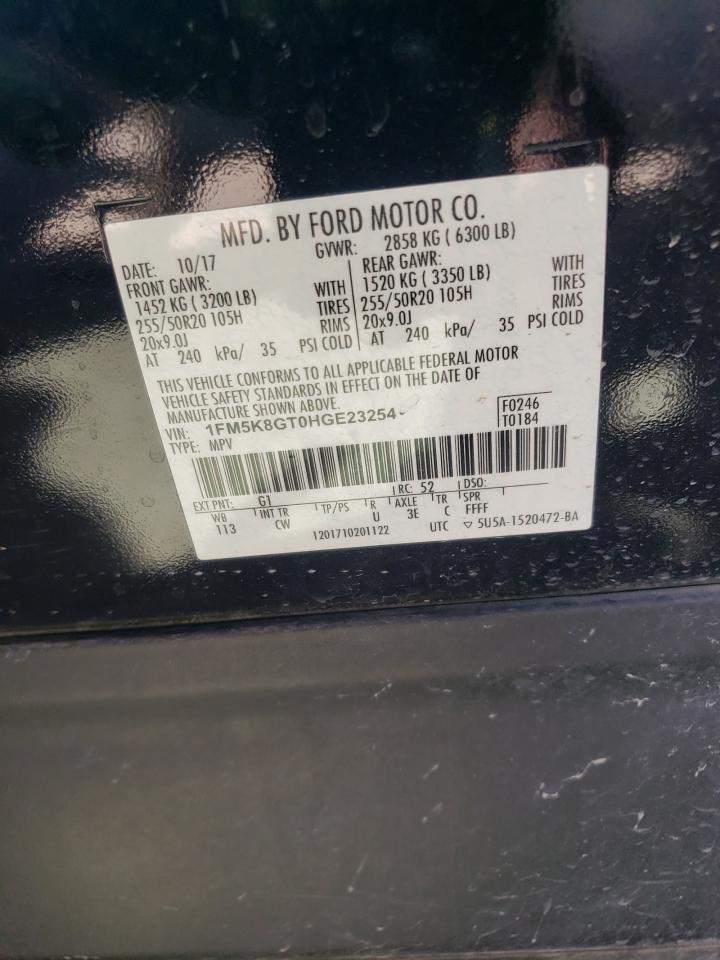 MFD. BY FORD MOTOR CO.
DATE: 10/17 GVWR: 2858 KG ( 6300 LB)
FRONT GAWR: REAR GAWR:
1452 KG ( 3200 LB) WITH 1520 KG ( 3350 LB) WITH
255/50R20 105H TIRES 255/50R20 105H TIRES
20x9.0J RIMS 20x9.0J RIMS
AT 240 kPa/ 35 PSI COLD AT 240 kPa/ 35 PSI COLD
THIS VEHICLE CONFORMS TO ALL APPLICABLE FEDERAL MOTOR
VEHICLE SAFETY STANDARDS IN EFFECT ON THE DATE OF
MANUFACTURE SHOWN ABOVE.
VIN: 1FM5K8GT0HGE23254 F0246
TYPE: MPV T0184
EXT PNT: G1 RC: 52 DSO:
WB INT TR TP/PS R AXLE TR SPR
113 CW U 3E C FFFF
1201710201122 UTC ▽ 5U5A-1520472-BA